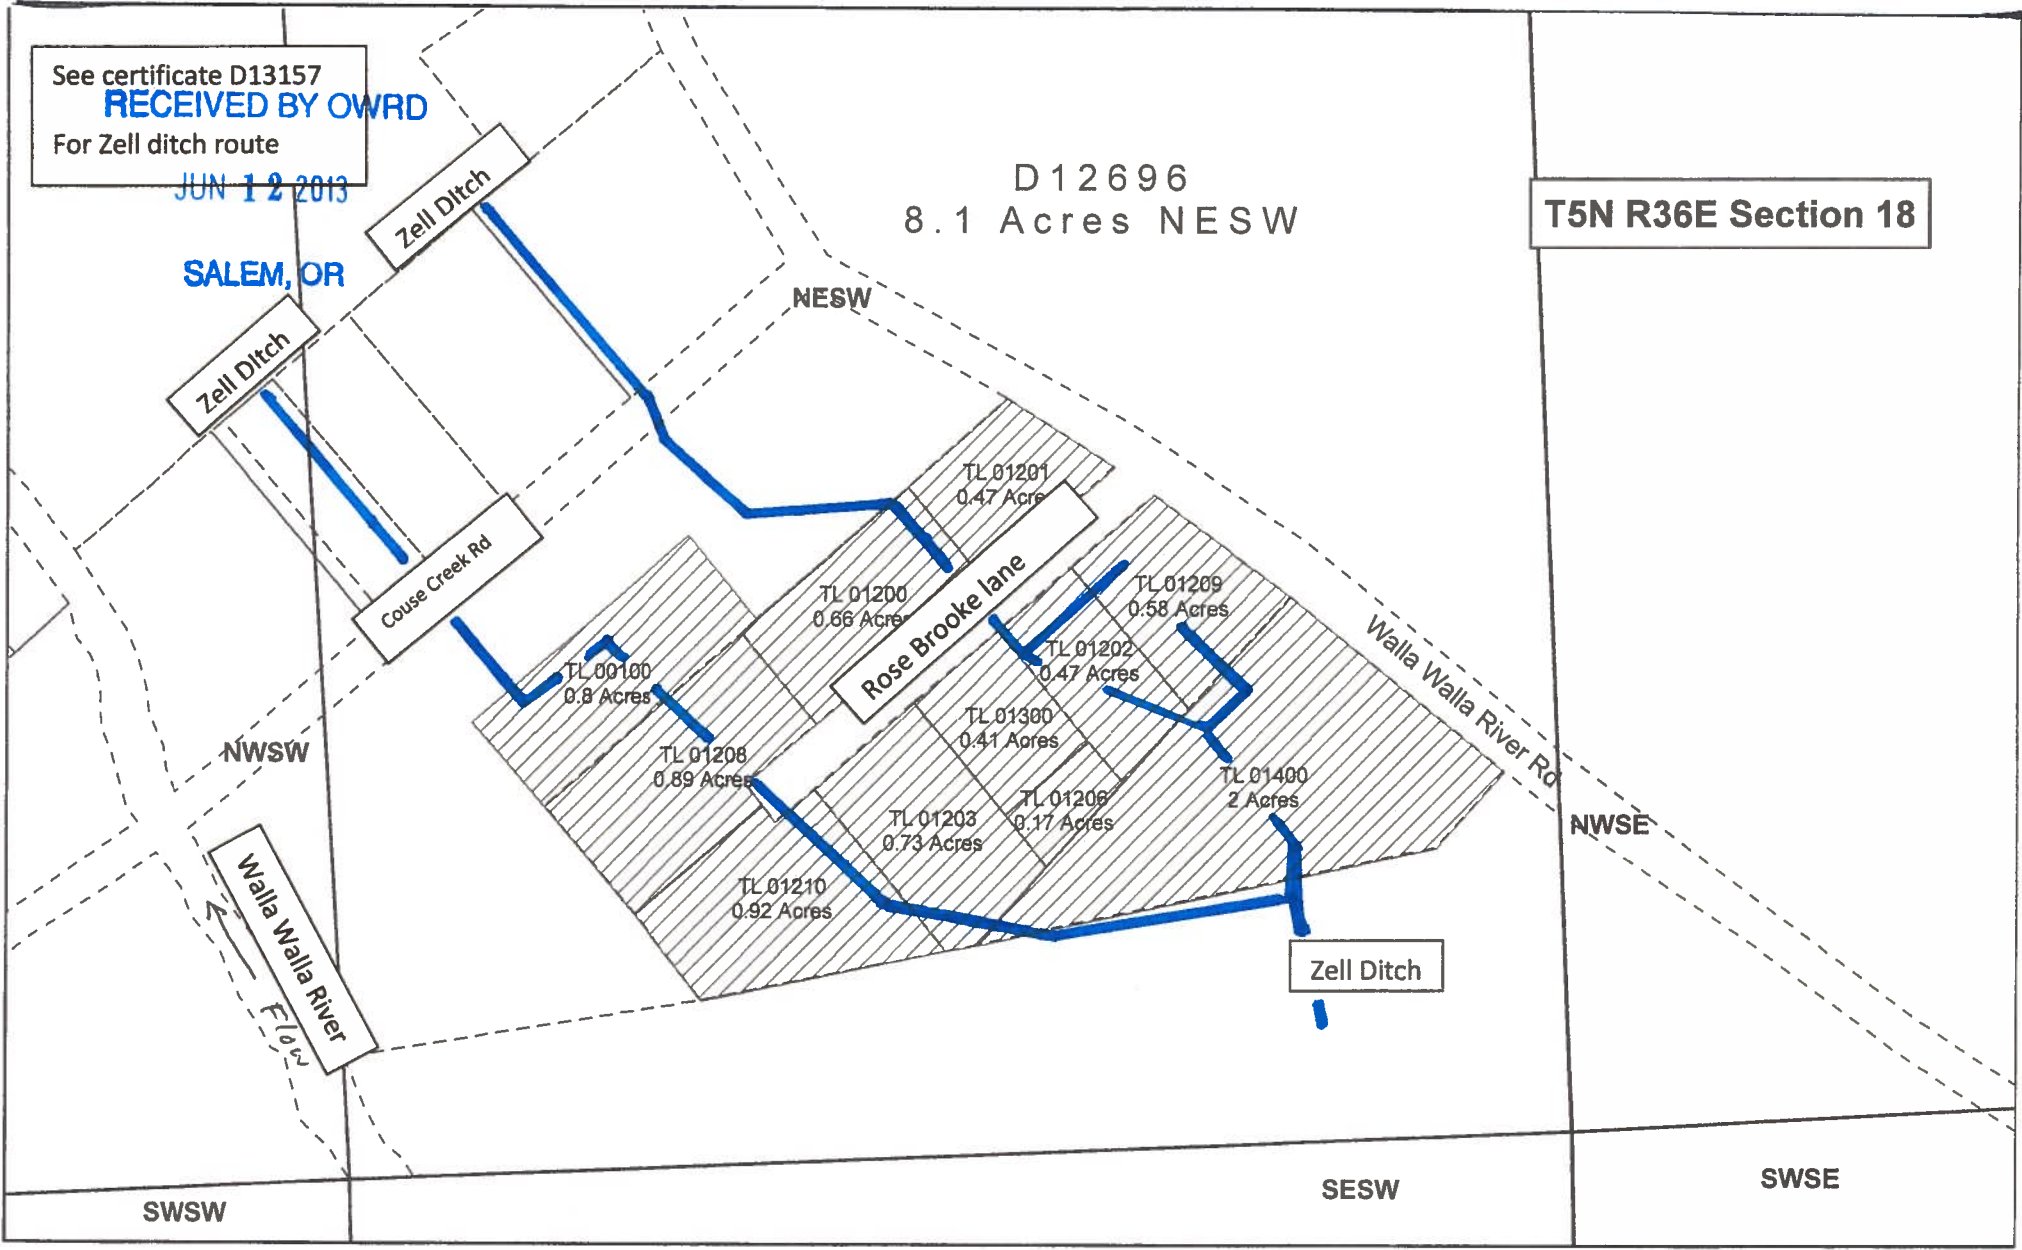 See certificate D13157
RECEIVED BY OWRD
For Zell ditch route
JUN 12 2013
SALEM, OR
Zell DItch
Zell DItch
D12696
8.1 Acres NESW
T5N R36E Section 18
NESW
TL 01201
0.47 Acre
Couse Creek Rd
TL 01200
0.66 Acre
Rose Brooke lane
TL 01209
0.58 Acres
TL 01202
0.47 Acres
Walla Walla River Rd
TL 00100
0.8 Acres
TL 01300
0.41 Acres
NWSW
TL 01208
0.89 Acres
TL 01400
2 Acres
TL 01206
0.17 Acres
TL 01203
0.73 Acres
NWSE
TL 01210
0.92 Acres
Walla Walla River
Flow
Zell Ditch
SWSW
SESW
SWSE